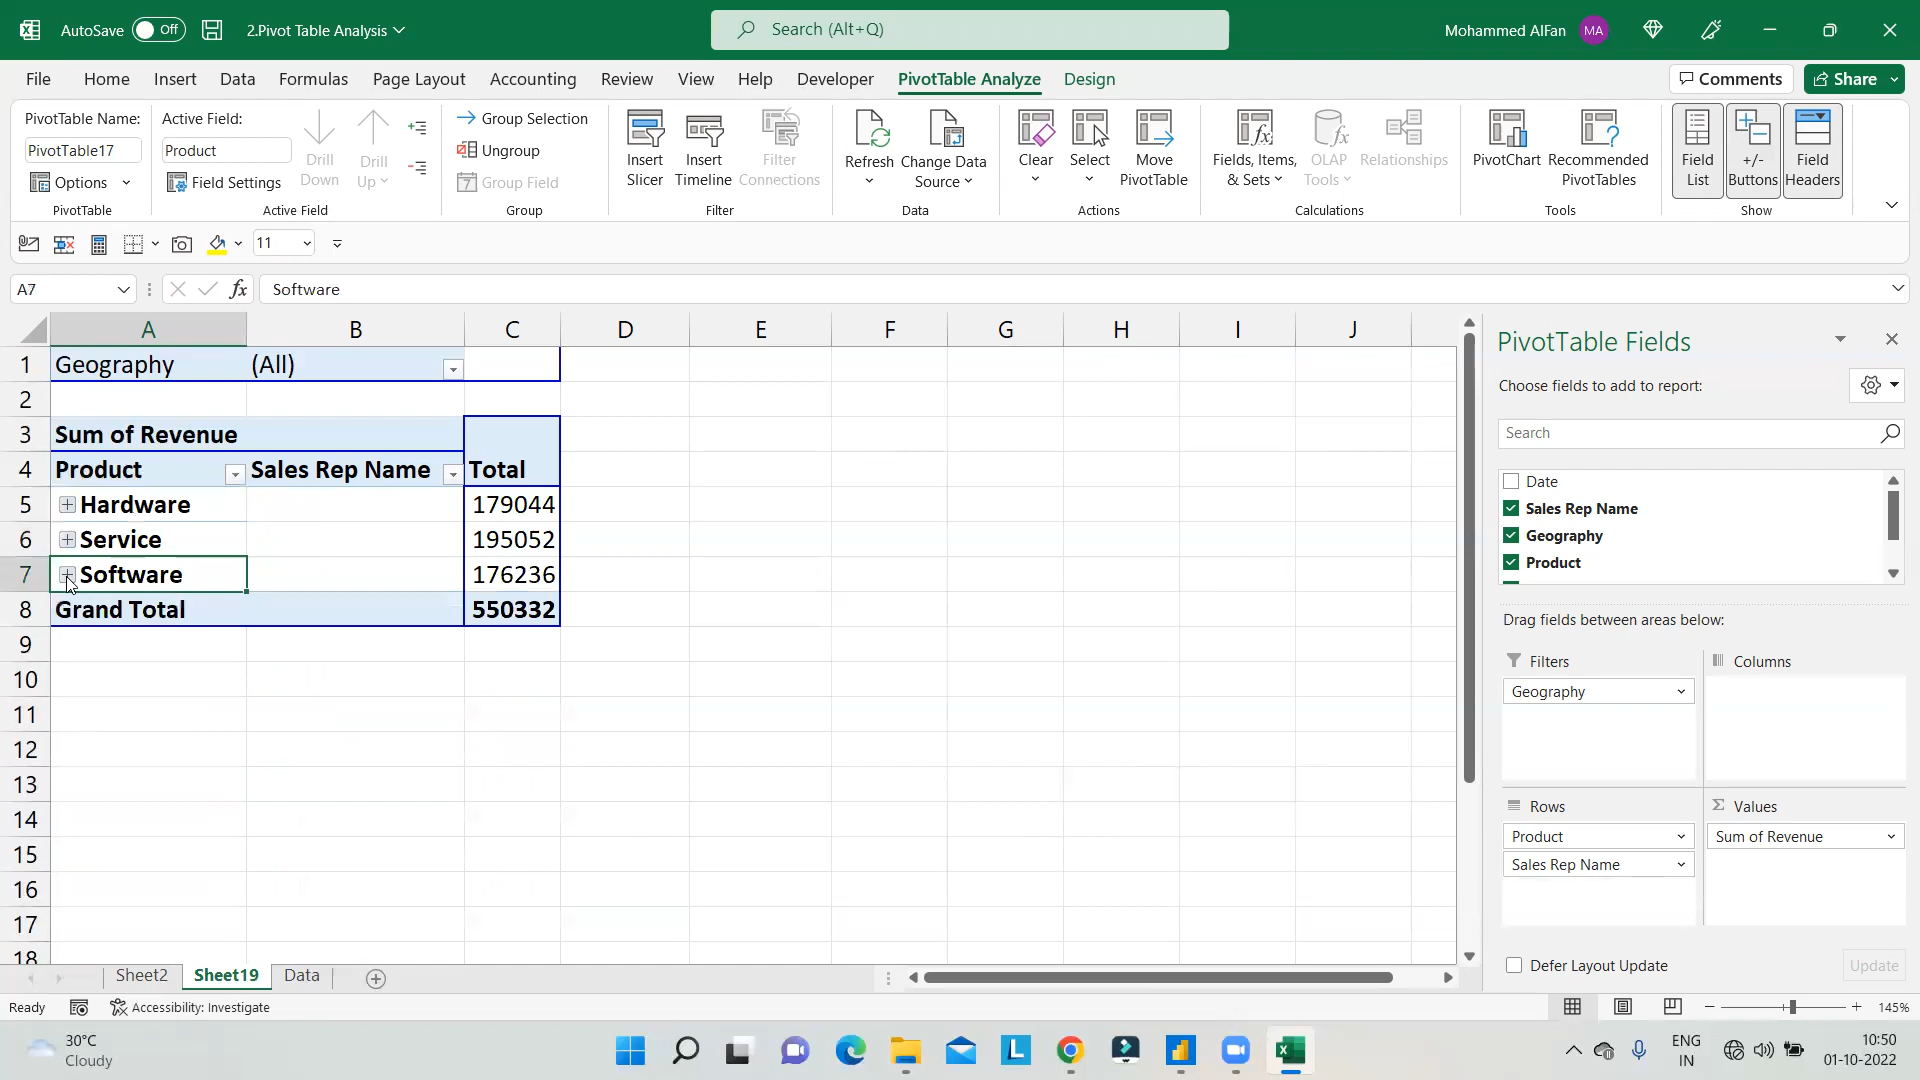 AutoSave Off 2.Pivot Table Analysis Search (Alt+Q) Mohammed AlFan MA
File Home Insert Data Formulas Page Layout Accounting Review View Help Developer PivotTable Analyze Design Comments Share
PivotTable Name:
PivotTable17
Options
PivotTable
Active Field:
Product
Field Settings
Drill Down
Drill Up
Active Field
Group Selection
Ungroup
Group Field
Group
Insert Slicer
Insert Timeline
Filter Connections
Filter
Refresh
Change Data Source
Data
Clear
Select
Move PivotTable
Actions
Fields, Items, & Sets
OLAP Tools
Relationships
Calculations
PivotChart
Recommended PivotTables
Tools
Field List
+/- Buttons
Field Headers
Show
11
A7 fx Software
A B C D E F G H I J
1 Geography (All)
2
3 Sum of Revenue
4 Product Sales Rep Name Total
5 Hardware 179044
6 Service 195052
7 Software 176236
8 Grand Total 550332
9
10
11
12
13
14
15
16
17
18
PivotTable Fields
Choose fields to add to report:
Search
Date
Sales Rep Name
Geography
Product
Drag fields between areas below:
Filters
Geography
Columns
Rows
Product
Sales Rep Name
Values
Sum of Revenue
Defer Layout Update Update
Sheet2 Sheet19 Data
Ready Accessibility: Investigate 145%
30°C
Cloudy
ENG
IN
10:50
01-10-2022